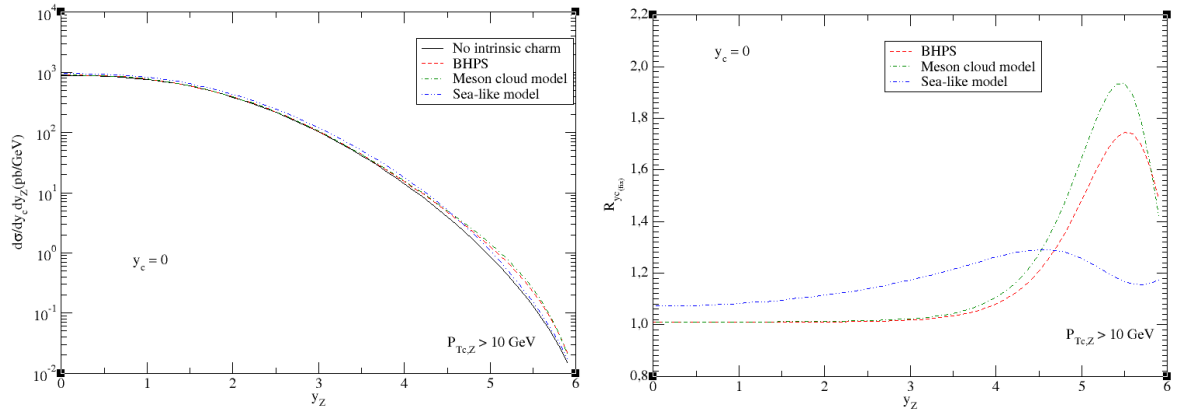 10^4
10^3
10^2
10^1
10^0
10^-1
10^-2
dσ/dy_c dy_Z(pb/GeV)
No intrinsic charm
BHPS
Meson cloud model
Sea-like model
y_c = 0
P_Tc,Z > 10 GeV
0 1 2 3 4 5 6
y_Z
2,2
2,0
1,8
1,6
1,4
1,2
1,0
0,8
R_yc(fix)
y_c = 0
BHPS
Meson cloud model
Sea-like model
P_Tc,Z > 10 GeV
0 1 2 3 4 5 6
y_Z